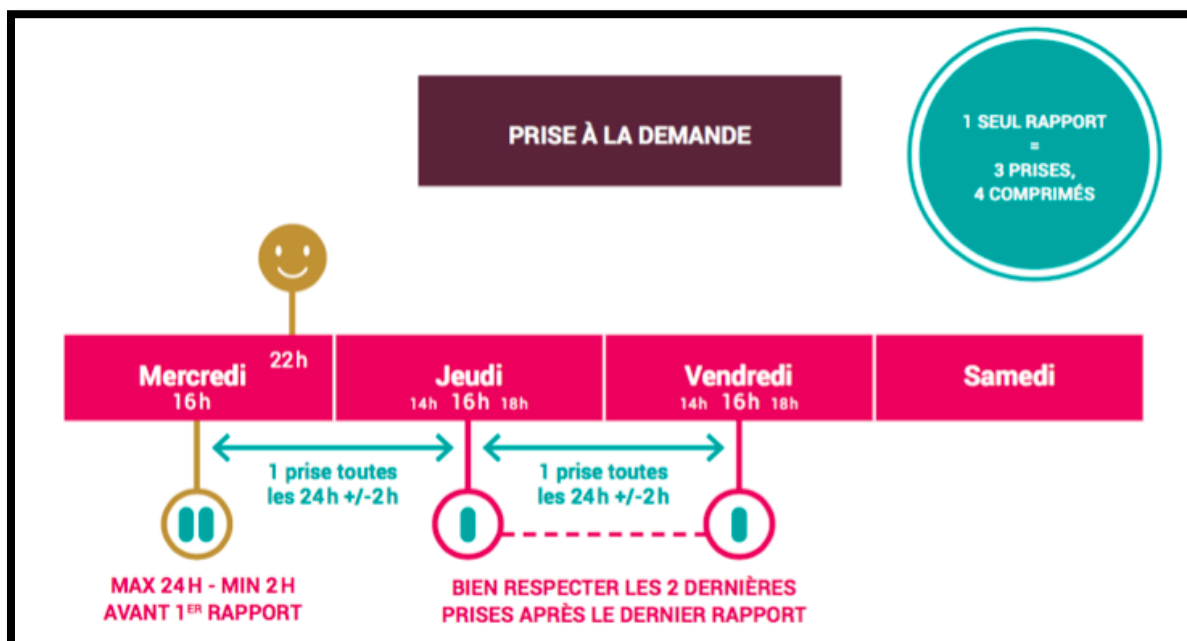 PRISE À LA DEMANDE
1 SEUL RAPPORT
=
3 PRISES,
4 COMPRIMÉS
22h
Mercredi
16h
Jeudi
14h 16h 18h
Vendredi
14h 16h 18h
Samedi
1 prise toutes
les 24h +/-2h
1 prise toutes
les 24h +/-2h
MAX 24H - MIN 2H
AVANT 1ER RAPPORT
BIEN RESPECTER LES 2 DERNIÈRES
PRISES APRÈS LE DERNIER RAPPORT